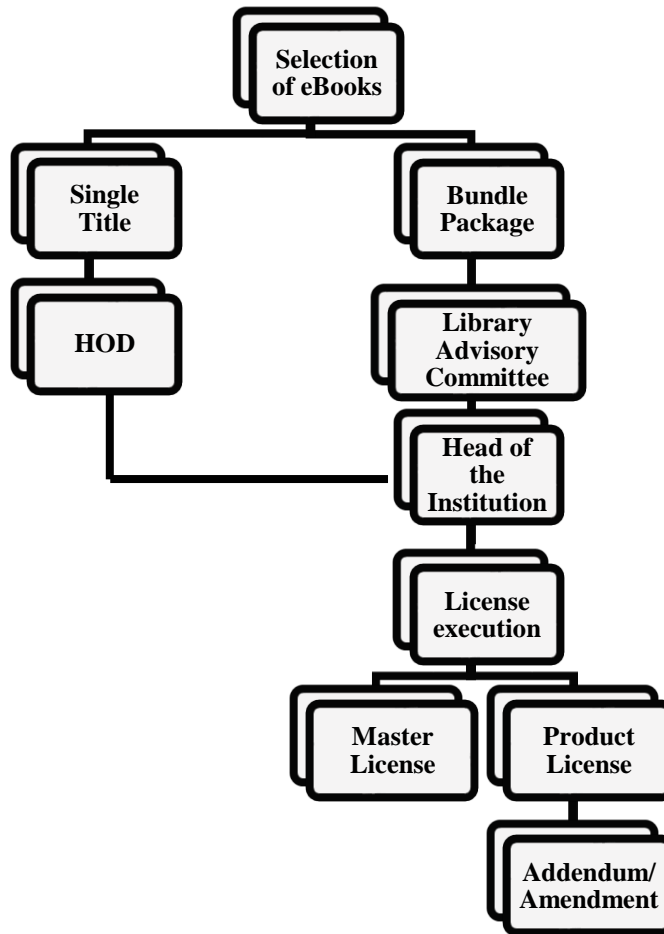 Selection
of eBooks
Single
Title
Bundle
Package
HOD
Library
Advisory
Committee
Head of
the
Institution
License
execution
Master
License
Product
License
Addendum/
Amendment